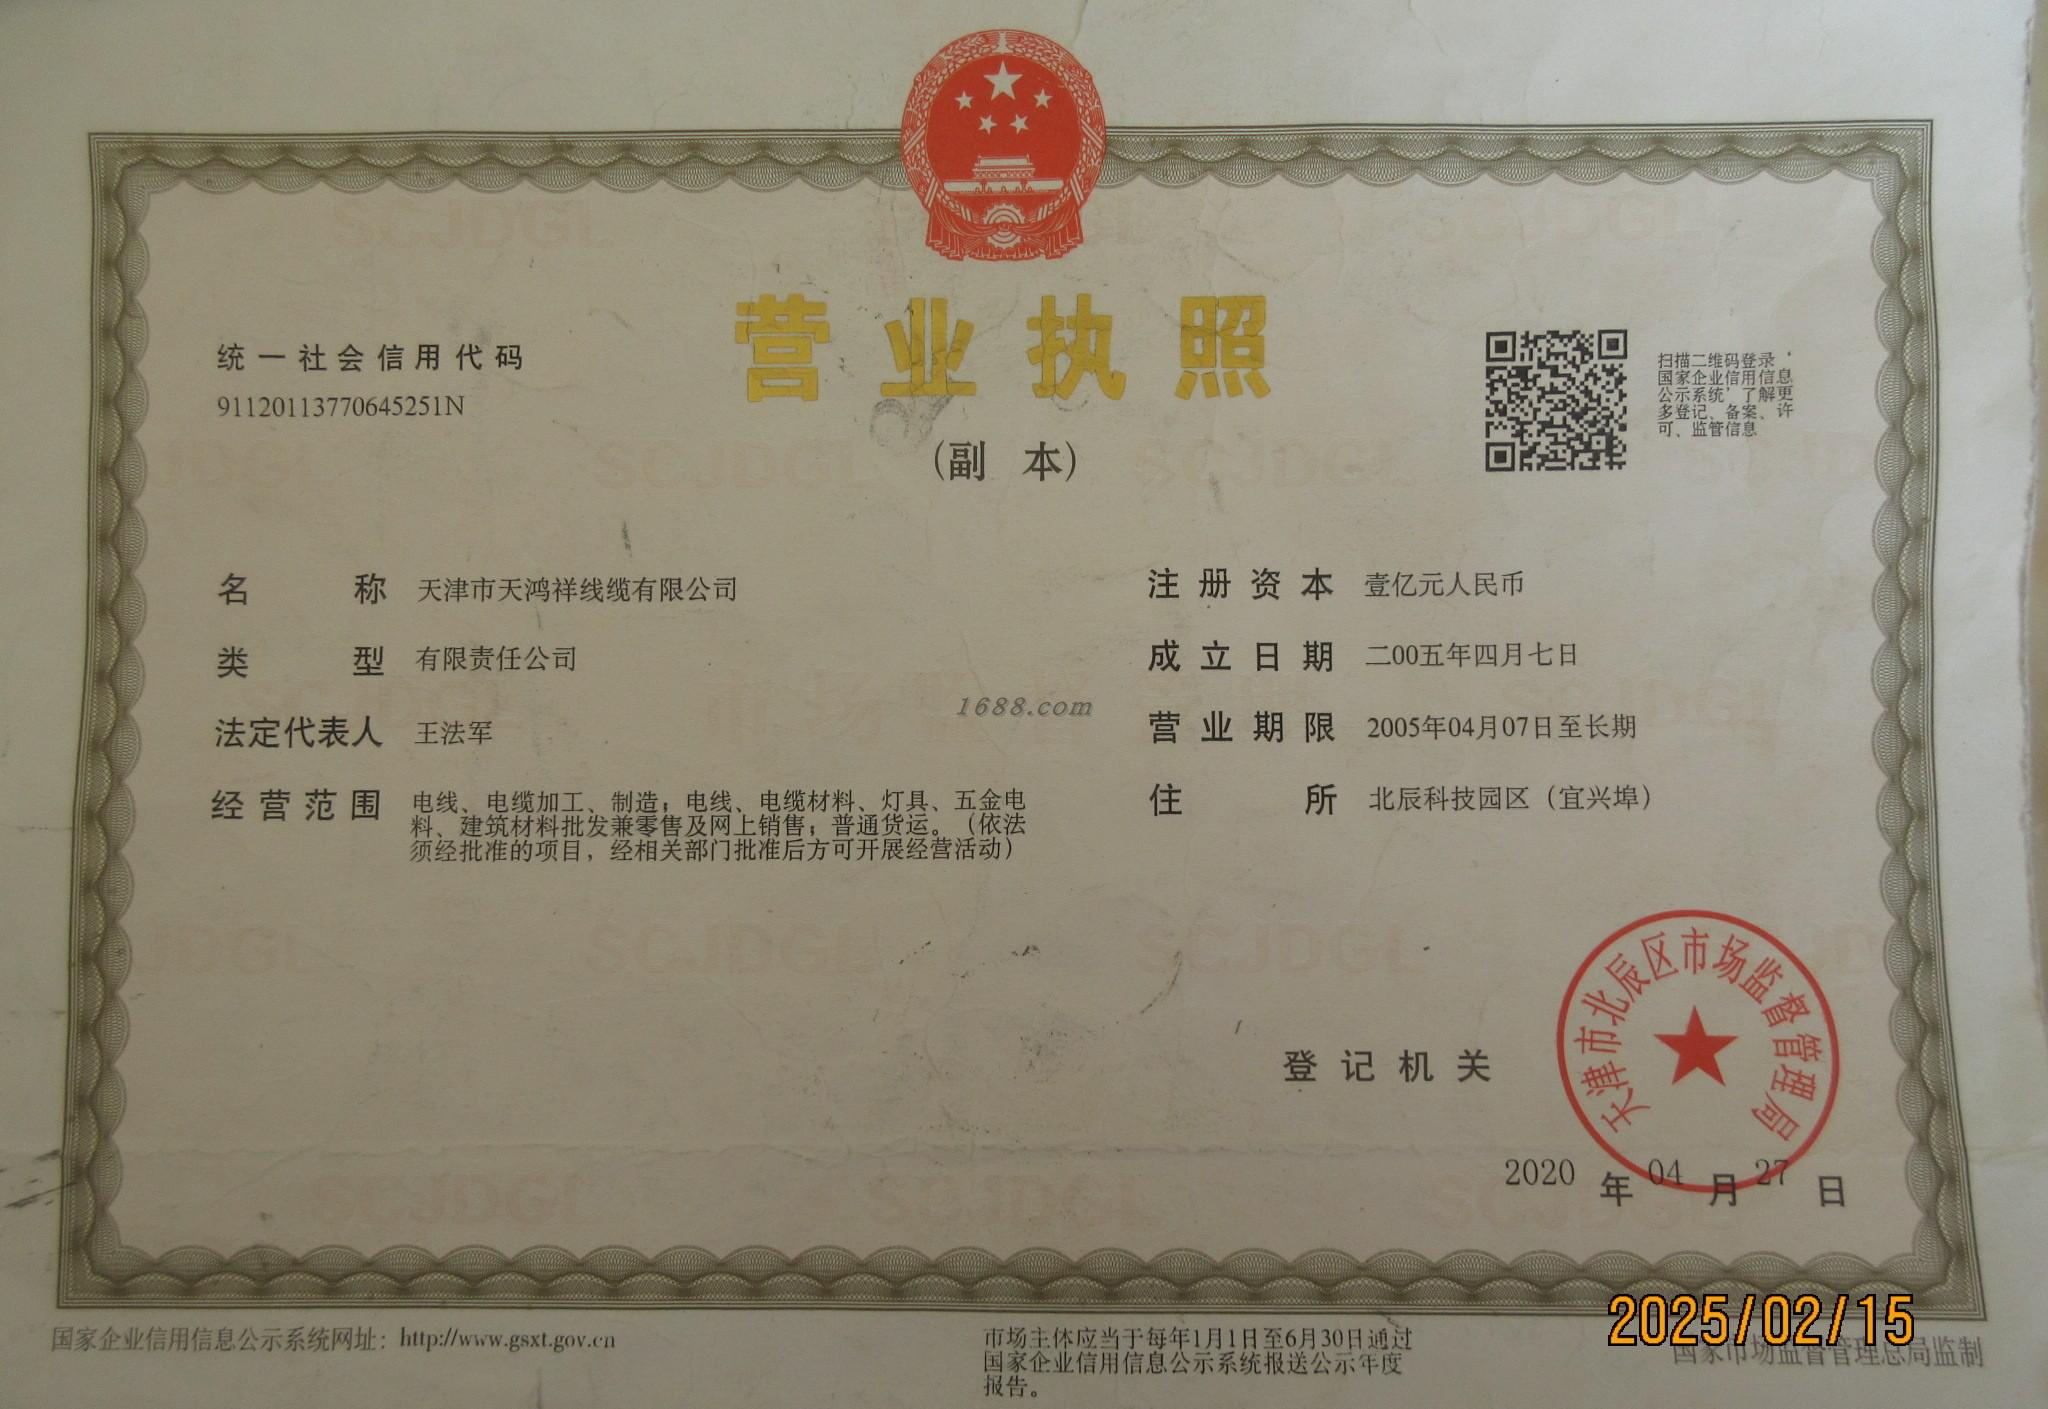 营业执照
(副 本)
统一社会信用代码
91120113770645251N
扫描二维码登录'
国家企业信用信息
公示系统'了解更
多登记、备案、许
可、监管信息
名 称 天津市天鸿祥线缆有限公司
类 型 有限责任公司
法定代表人 王法军
经营范围 电线、电缆加工、制造；电线、电缆材料、灯具、五金电
料、建筑材料批发兼零售及网上销售；普通货运。（依法
须经批准的项目，经相关部门批准后方可开展经营活动）
注册资本 壹亿元人民币
成立日期 二00五年四月七日
营业期限 2005年04月07日至长期
住 所 北辰科技园区（宜兴埠）
1688.com
登记机关
天津市北辰区市场监督管理局
2020 年 04 月 27 日
国家企业信用信息公示系统网址：http://www.gsxt.gov.cn
市场主体应当于每年1月1日至6月30日通过
国家企业信用信息公示系统报送公示年度
报告。
国家市场监督管理总局监制
2025/02/15
SCJDGL